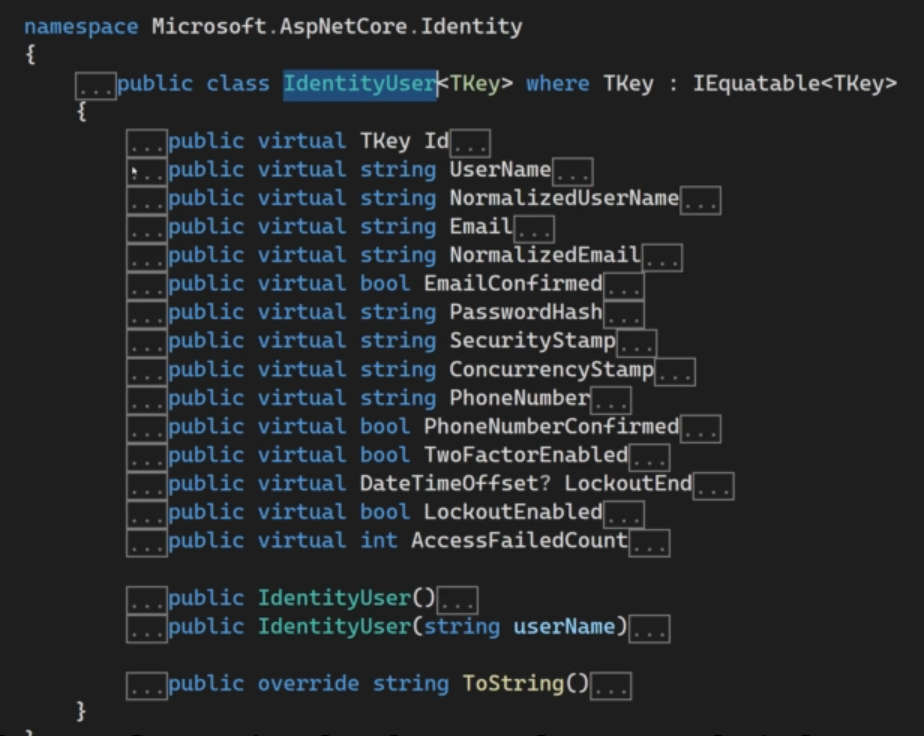 namespace Microsoft.AspNetCore.Identity
{
...public class IdentityUser<TKey> where TKey : IEquatable<TKey>
{
...public virtual TKey Id...
...public virtual string UserName...
...public virtual string NormalizedUserName...
...public virtual string Email...
...public virtual string NormalizedEmail...
...public virtual bool EmailConfirmed...
...public virtual string PasswordHash...
...public virtual string SecurityStamp...
...public virtual string ConcurrencyStamp...
...public virtual string PhoneNumber...
...public virtual bool PhoneNumberConfirmed...
...public virtual bool TwoFactorEnabled...
...public virtual DateTimeOffset? LockoutEnd...
...public virtual bool LockoutEnabled...
...public virtual int AccessFailedCount...
...public IdentityUser()...
...public IdentityUser(string userName)...
...public override string ToString()...
}